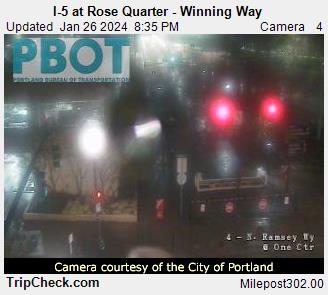 I-5 at Rose Quarter - Winning Way
Updated Jan 26 2024 8:35 PM Camera 4
PBOT
PORTLAND BUREAU OF TRANSPORTATION
4 - N. Ramsey Wy
@ One Ctr
Camera courtesy of the City of Portland
TripCheck.com Milepost302.00